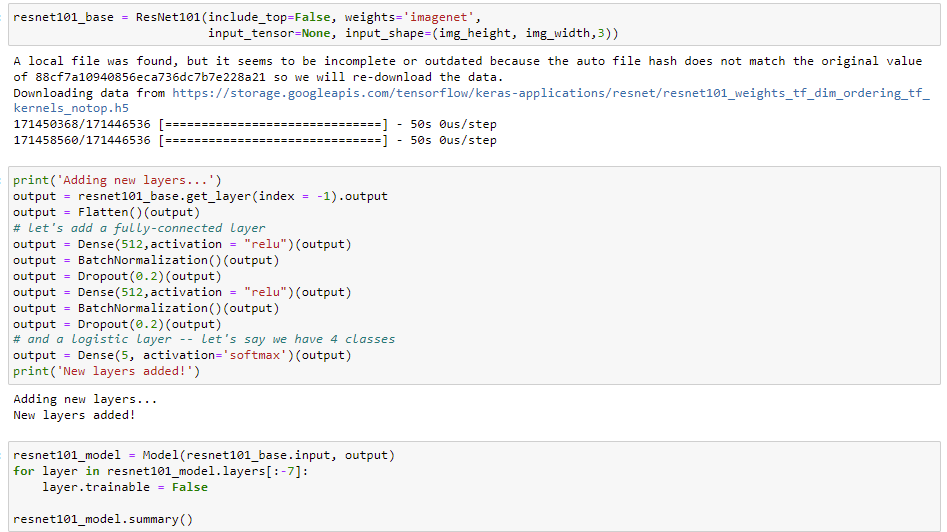 resnet101_base = ResNet101(include_top=False, weights='imagenet',
input_tensor=None, input_shape=(img_height, img_width,3))
A local file was found, but it seems to be incomplete or outdated because the auto file hash does not match the original value
of 88cf7a10940856eca736dc7b7e228a21 so we will re-download the data.
Downloading data from https://storage.googleapis.com/tensorflow/keras-applications/resnet/resnet101_weights_tf_dim_ordering_tf_
kernels_notop.h5
171450368/171446536 [==============================] - 50s 0us/step
171458560/171446536 [==============================] - 50s 0us/step
print('Adding new layers...')
output = resnet101_base.get_layer(index = -1).output
output = Flatten()(output)
# let's add a fully-connected layer
output = Dense(512,activation = "relu")(output)
output = BatchNormalization()(output)
output = Dropout(0.2)(output)
output = Dense(512,activation = "relu")(output)
output = BatchNormalization()(output)
output = Dropout(0.2)(output)
# and a logistic layer -- let's say we have 4 classes
output = Dense(5, activation='softmax')(output)
print('New layers added!')
Adding new layers...
New layers added!
resnet101_model = Model(resnet101_base.input, output)
for layer in resnet101_model.layers[:-7]:
    layer.trainable = False
resnet101_model.summary()